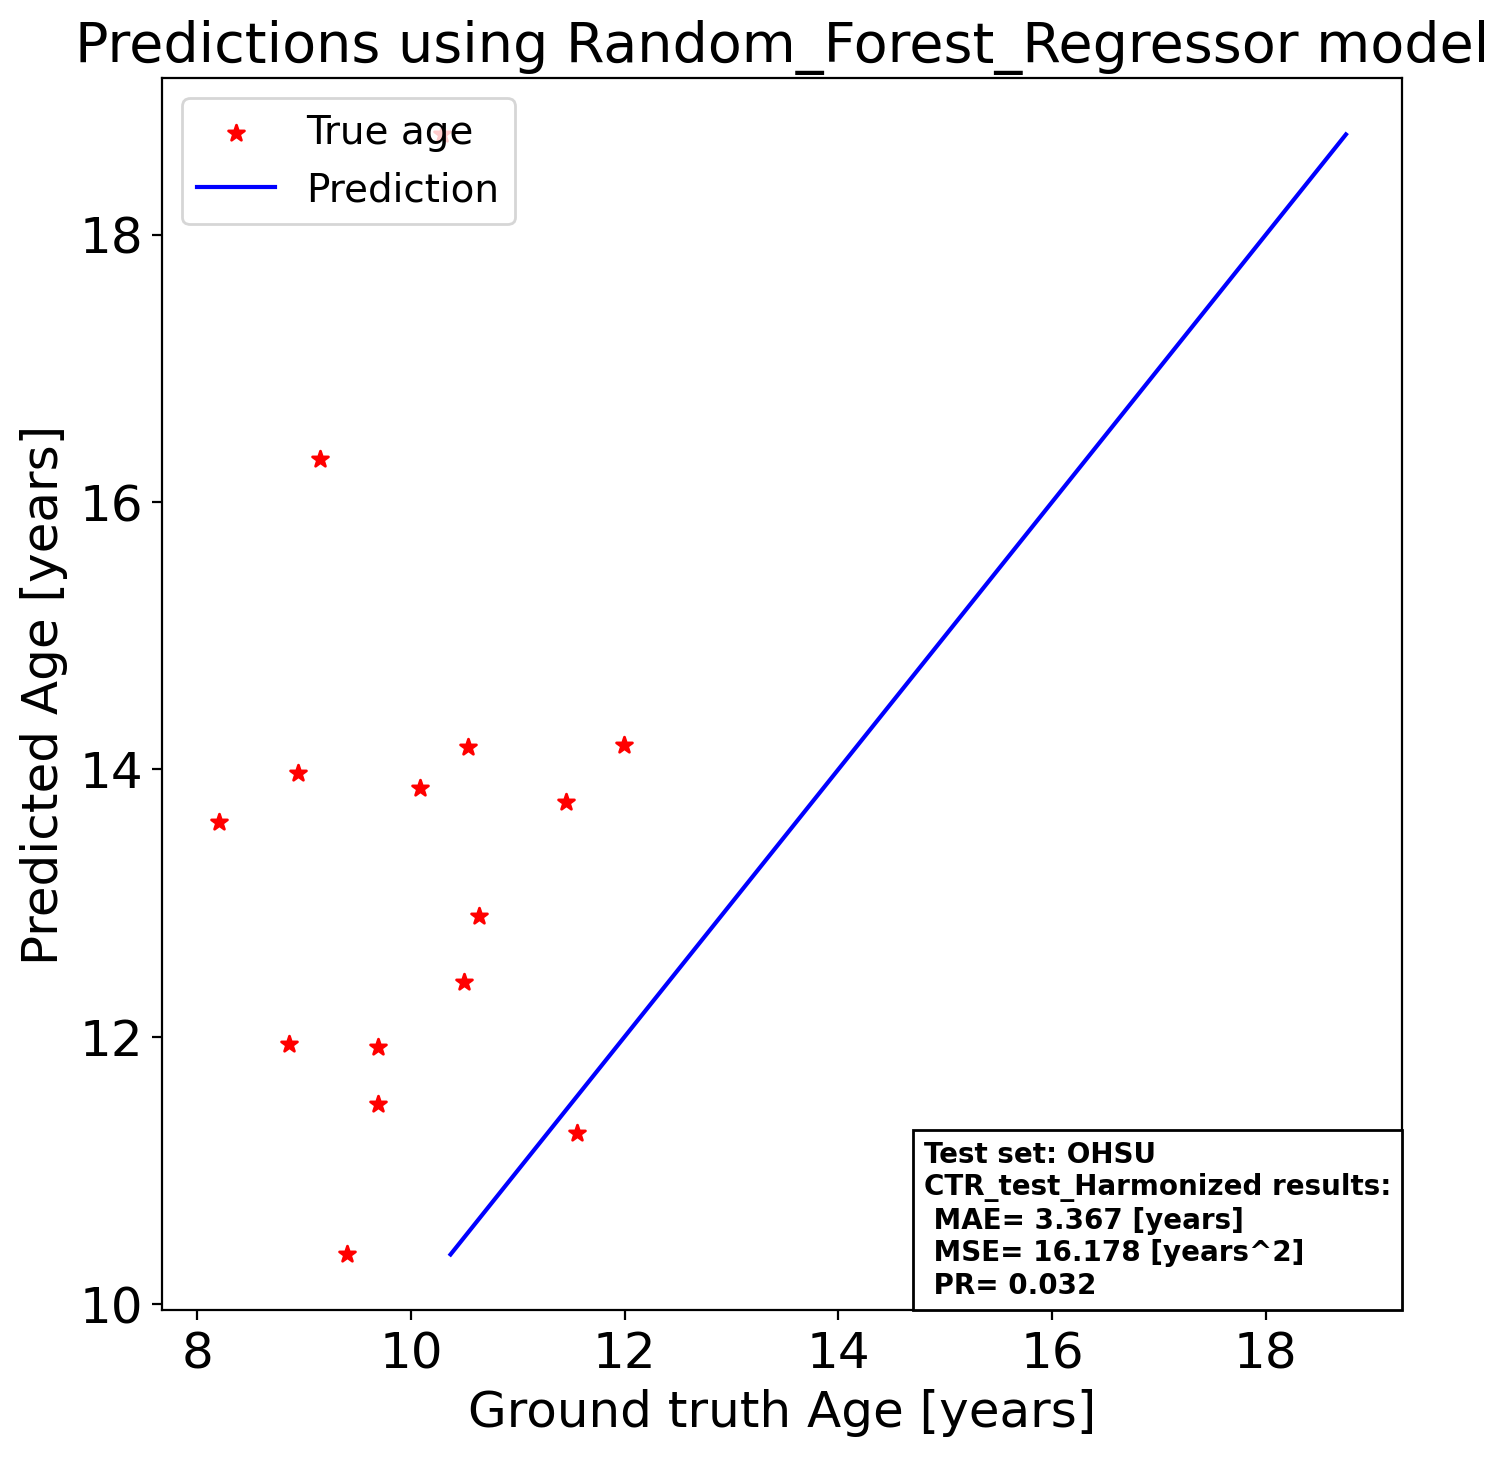 Predictions using Random_Forest_Regressor model
True age
Prediction
18
16
14
12
10
Predicted Age [years]
Test set: OHSU
CTR_test_Harmonized results:
MAE= 3.367 [years]
MSE= 16.178 [years^2]
PR= 0.032
8 10 12 14 16 18
Ground truth Age [years]